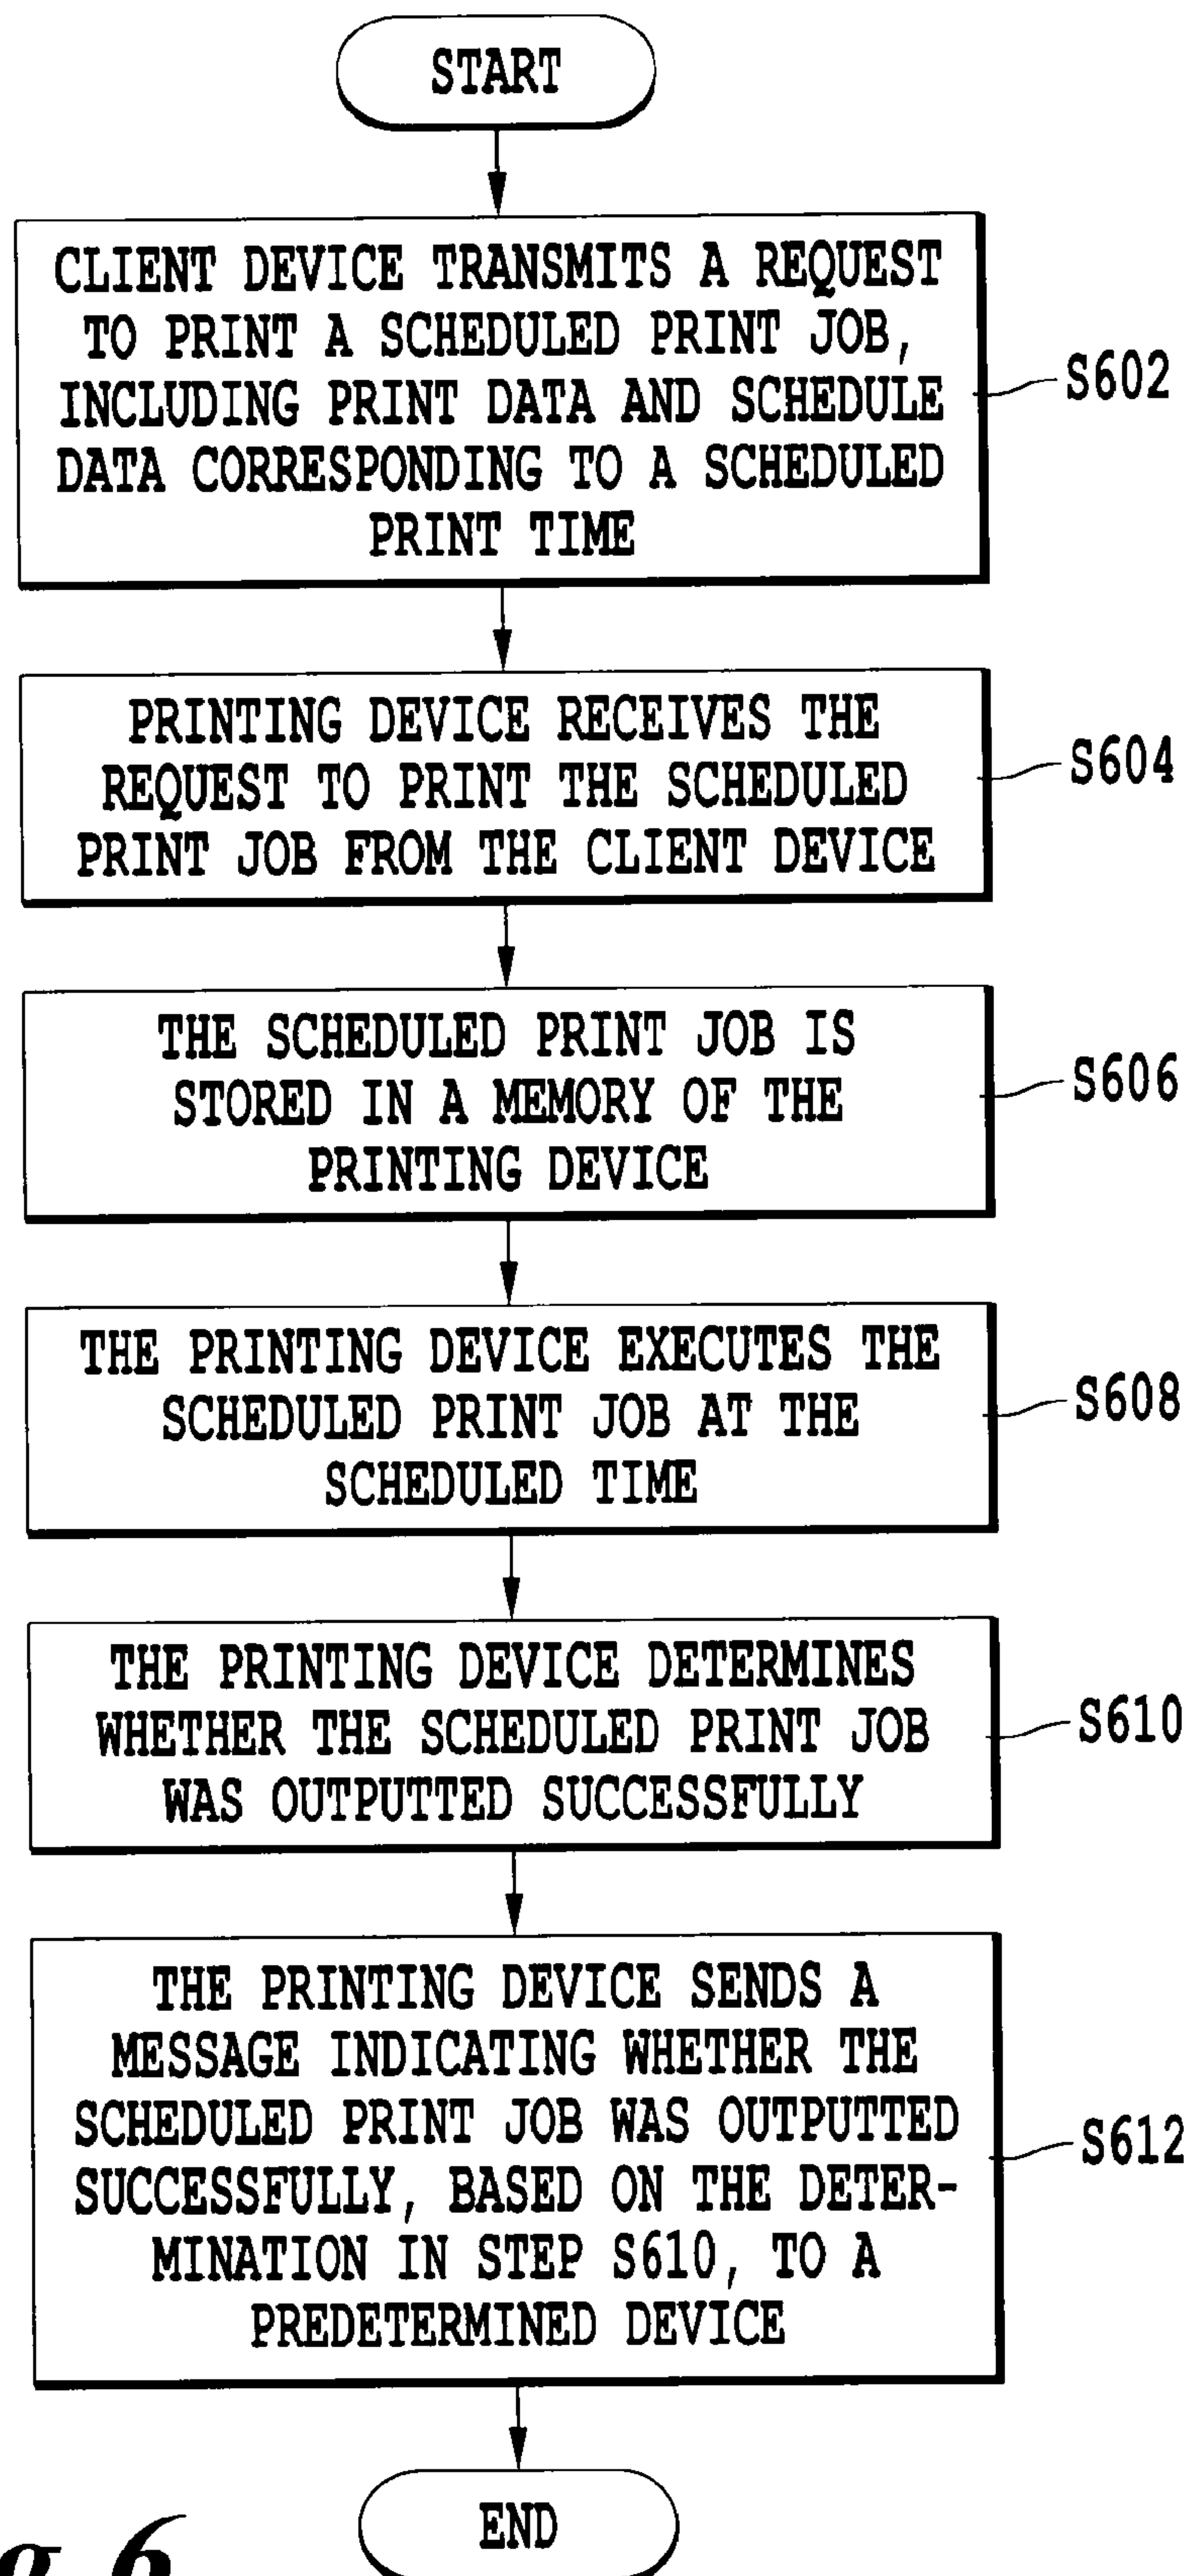 START
CLIENT DEVICE TRANSMITS A REQUEST
TO PRINT A SCHEDULED PRINT JOB,
INCLUDING PRINT DATA AND SCHEDULE
DATA CORRESPONDING TO A SCHEDULED
PRINT TIME
S602
PRINTING DEVICE RECEIVES THE
REQUEST TO PRINT THE SCHEDULED
PRINT JOB FROM THE CLIENT DEVICE
S604
THE SCHEDULED PRINT JOB IS
STORED IN A MEMORY OF THE
PRINTING DEVICE
S606
THE PRINTING DEVICE EXECUTES THE
SCHEDULED PRINT JOB AT THE
SCHEDULED TIME
S608
THE PRINTING DEVICE DETERMINES
WHETHER THE SCHEDULED PRINT JOB
WAS OUTPUTTED SUCCESSFULLY
S610
THE PRINTING DEVICE SENDS A
MESSAGE INDICATING WHETHER THE
SCHEDULED PRINT JOB WAS OUTPUTTED
SUCCESSFULLY, BASED ON THE DETER-
MINATION IN STEP S610, TO A
PREDETERMINED DEVICE
S612
END
6